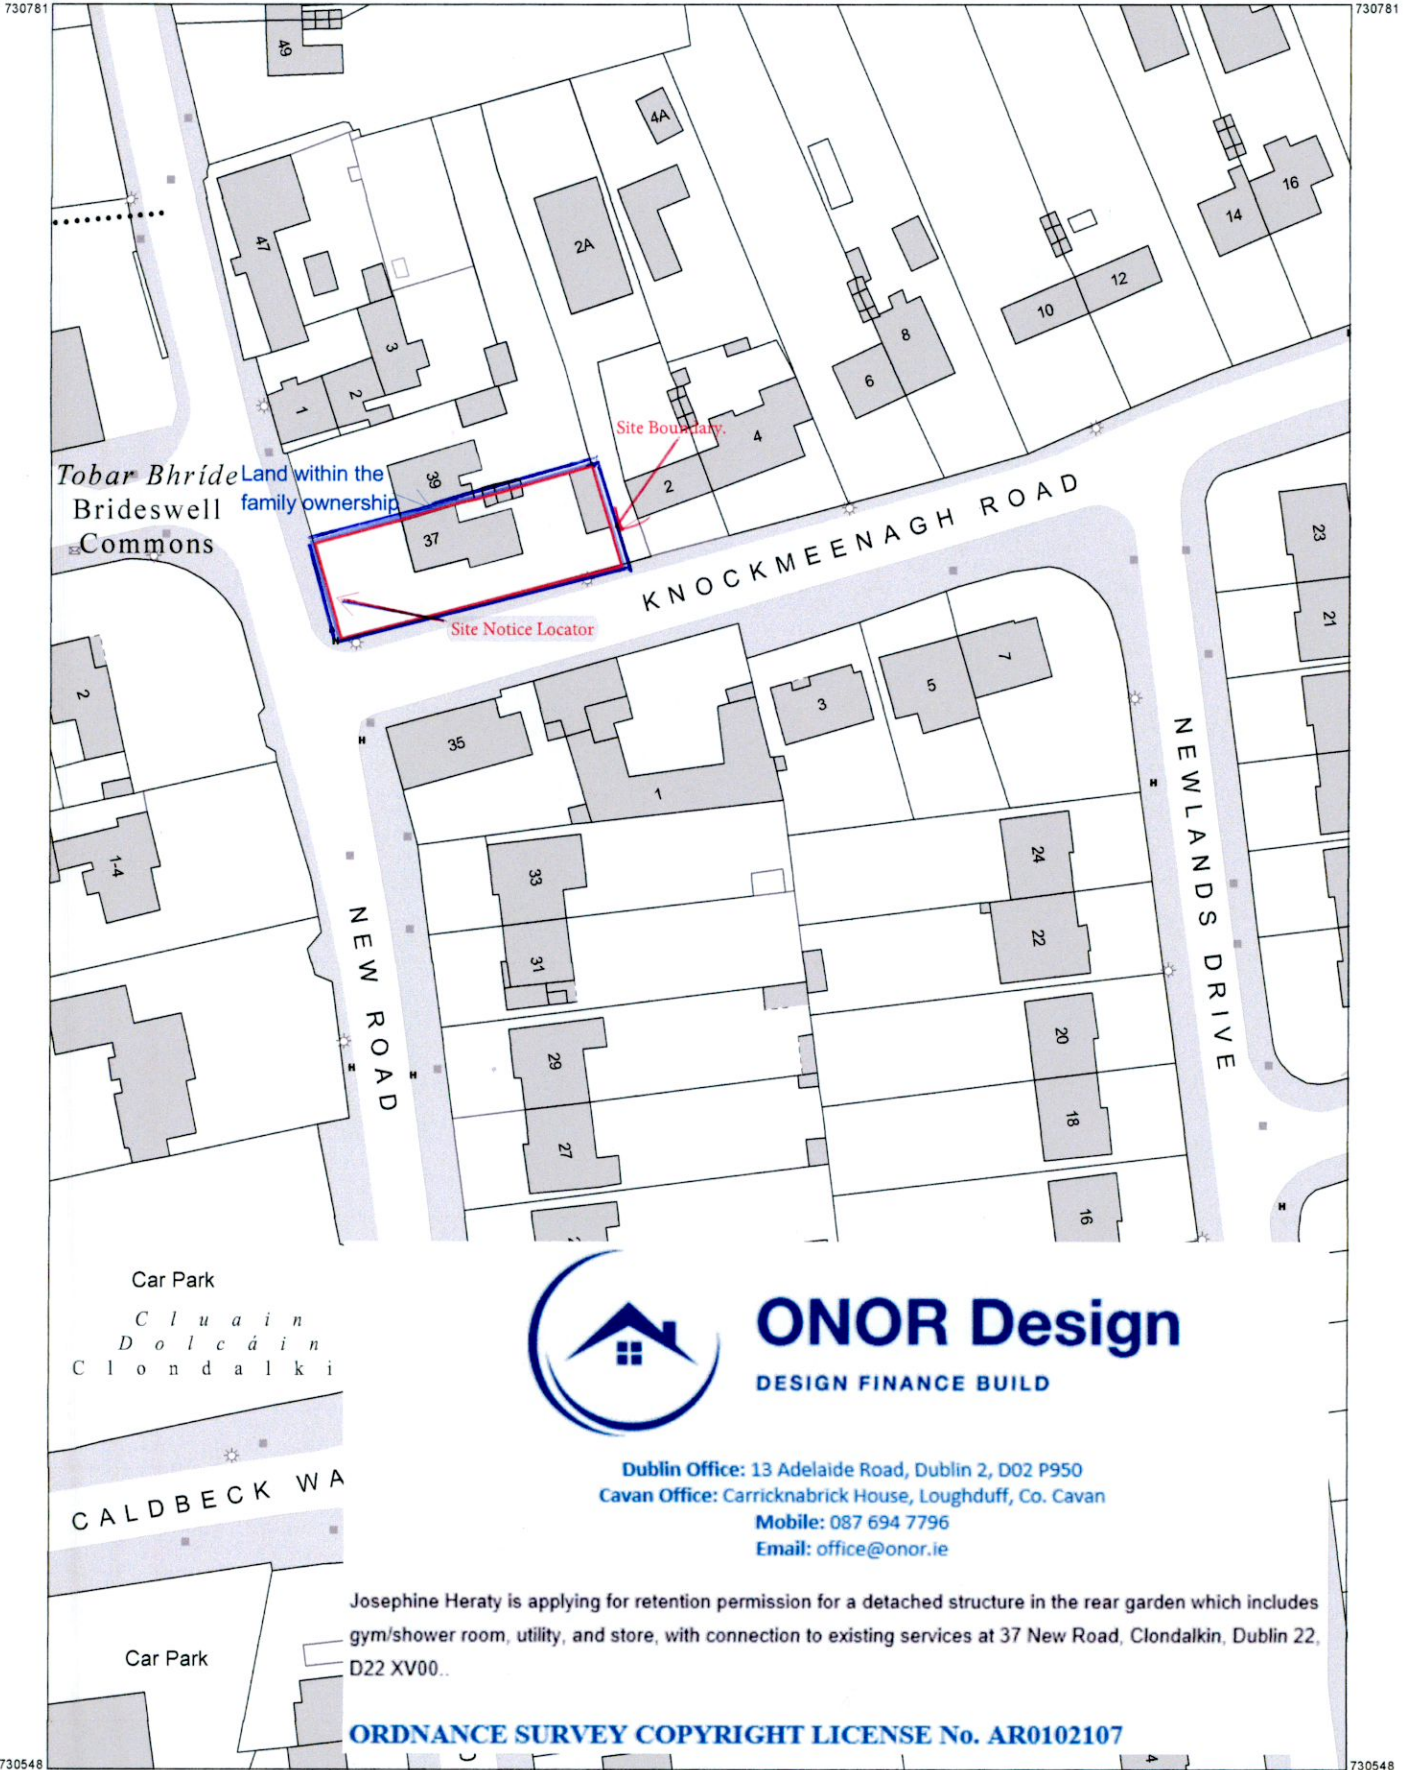 730781
730781
49
4A
16
14
47
2A
12
10
3
8
6
1
2
4
Site Boundary.
2
Tobar Bhríde
Brideswell
Commons
Land within the
family ownership
39
37
KNOCKMEENAGH ROAD
23
21
Site Notice Locator
H
2
3
5
7
35
H
1
NEWLANDS DRIVE
H
1-4
33
24
31
22
NEW ROAD
29
20
H
H
27
18
16
H
Car Park
Cluain
Dolcáin
Clondalki
ONOR Design
DESIGN FINANCE BUILD
CALDBECK WA
Dublin Office: 13 Adelaide Road, Dublin 2, D02 P950
Cavan Office: Carricknabrick House, Loughduff, Co. Cavan
Mobile: 087 694 7796
Email: office@onor.ie
Josephine Heraty is applying for retention permission for a detached structure in the rear garden which includes
gym/shower room, utility, and store, with connection to existing services at 37 New Road, Clondalkin, Dublin 22,
D22 XV00..
Car Park
ORDNANCE SURVEY COPYRIGHT LICENSE No. AR0102107
4
730548
730548